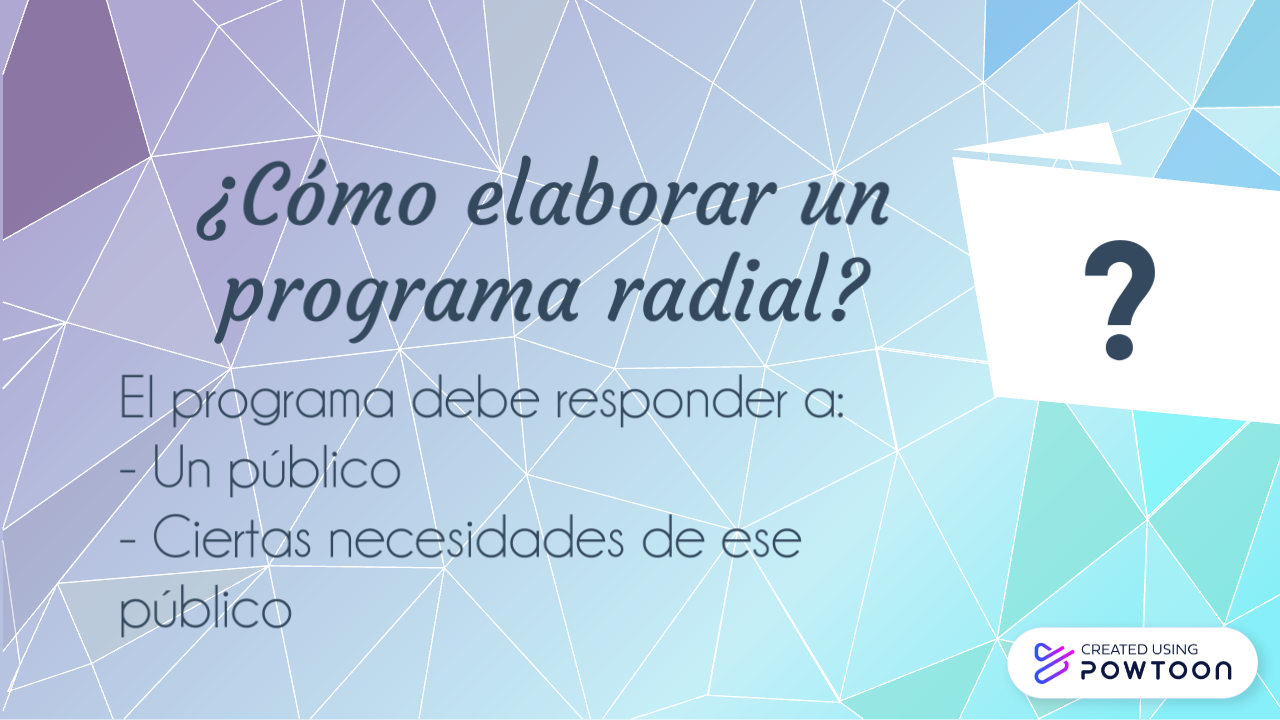 ¿Cómo elaborar un
programa radial?
?
El programa debe responder a:
- Un público
- Ciertas necesidades de ese
público
CREATED USING
POWTOON